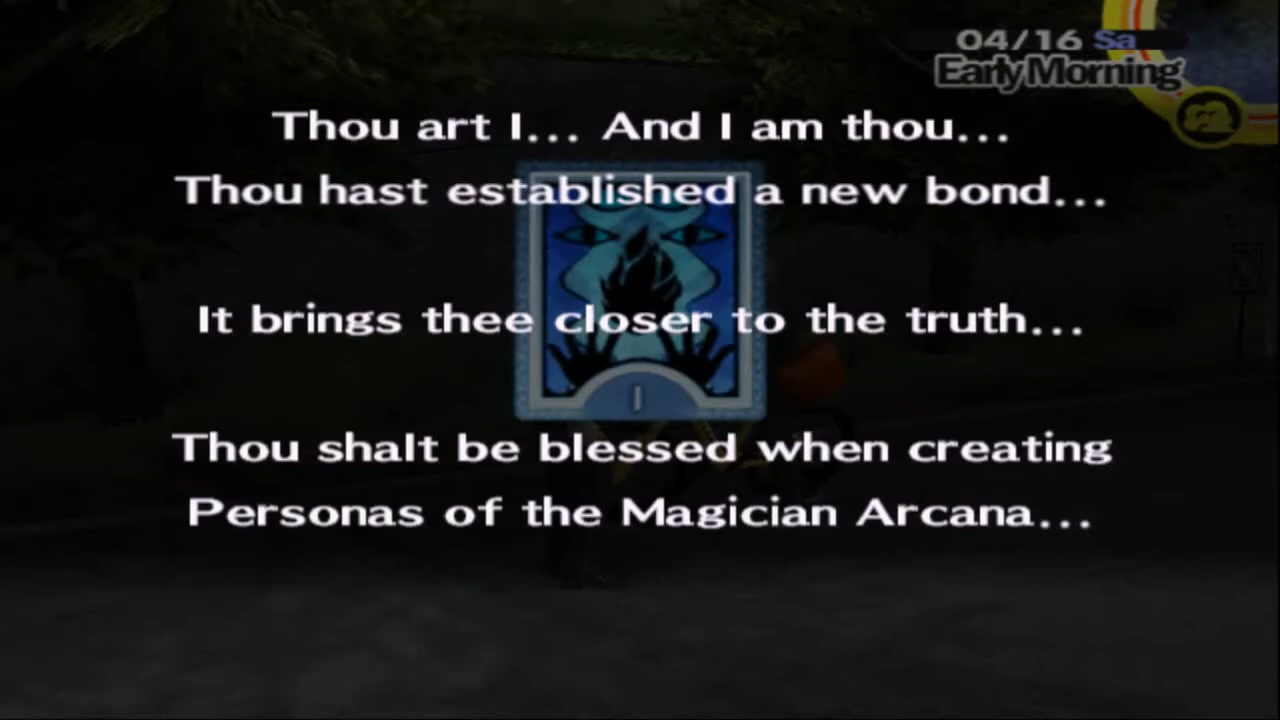 04/16 Sa
Early Morning
Thou art I... And I am thou...
Thou hast established a new bond...
It brings thee closer to the truth...
I
Thou shalt be blessed when creating
Personas of the Magician Arcana...